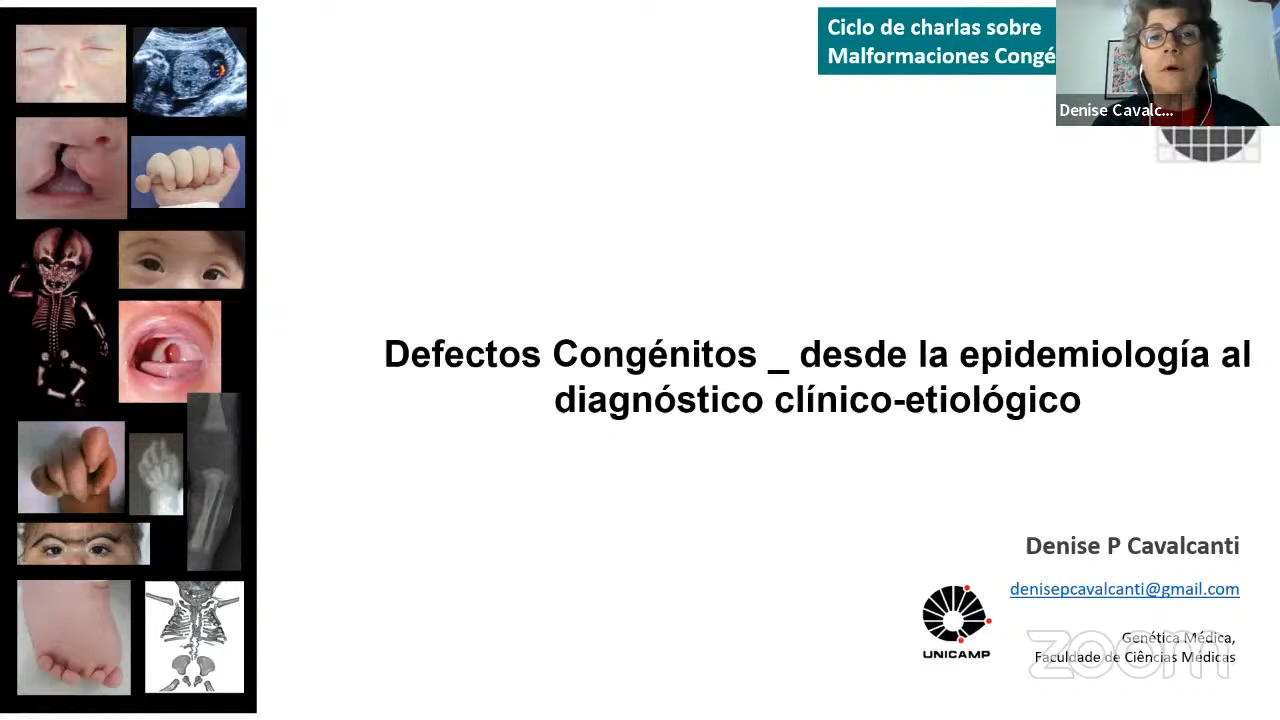 Ciclo de charlas sobre
Malformaciones Congé
Denise Cavalc...
Defectos Congénitos _ desde la epidemiología al
diagnóstico clínico-etiológico
Denise P Cavalcanti
denisepcavalcanti@gmail.com
UNICAMP
Genética Médica,
Faculdade de Ciências Médicas
zoom